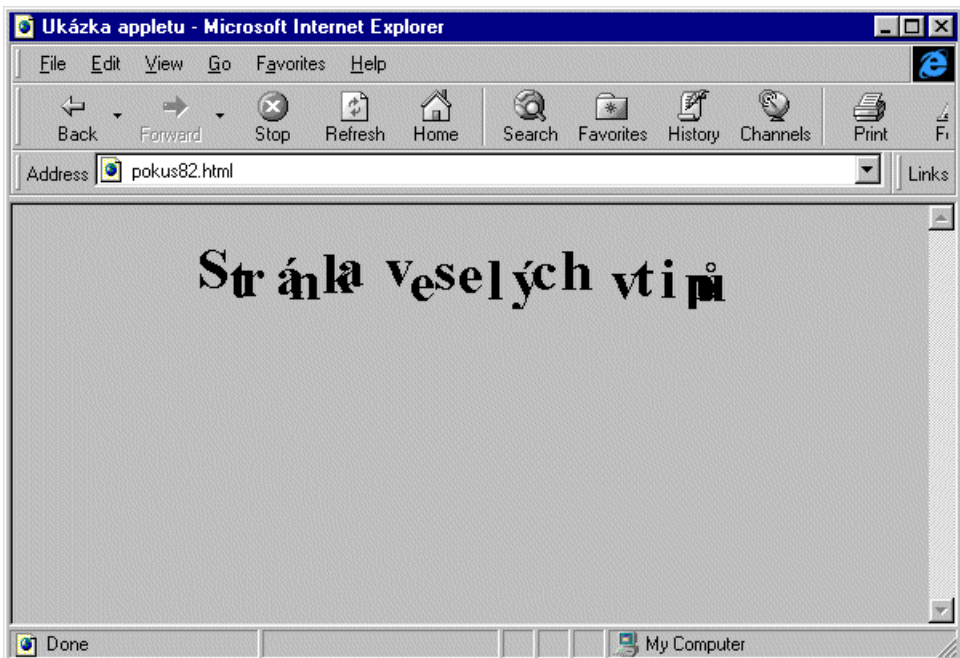 Ukázka appletu - Microsoft Internet Explorer
File Edit View Go Favorites Help
Back Forward Stop Refresh Home Search Favorites History Channels Print
Address pokus82.html Links
Stránka veselých vtipů
Done My Computer